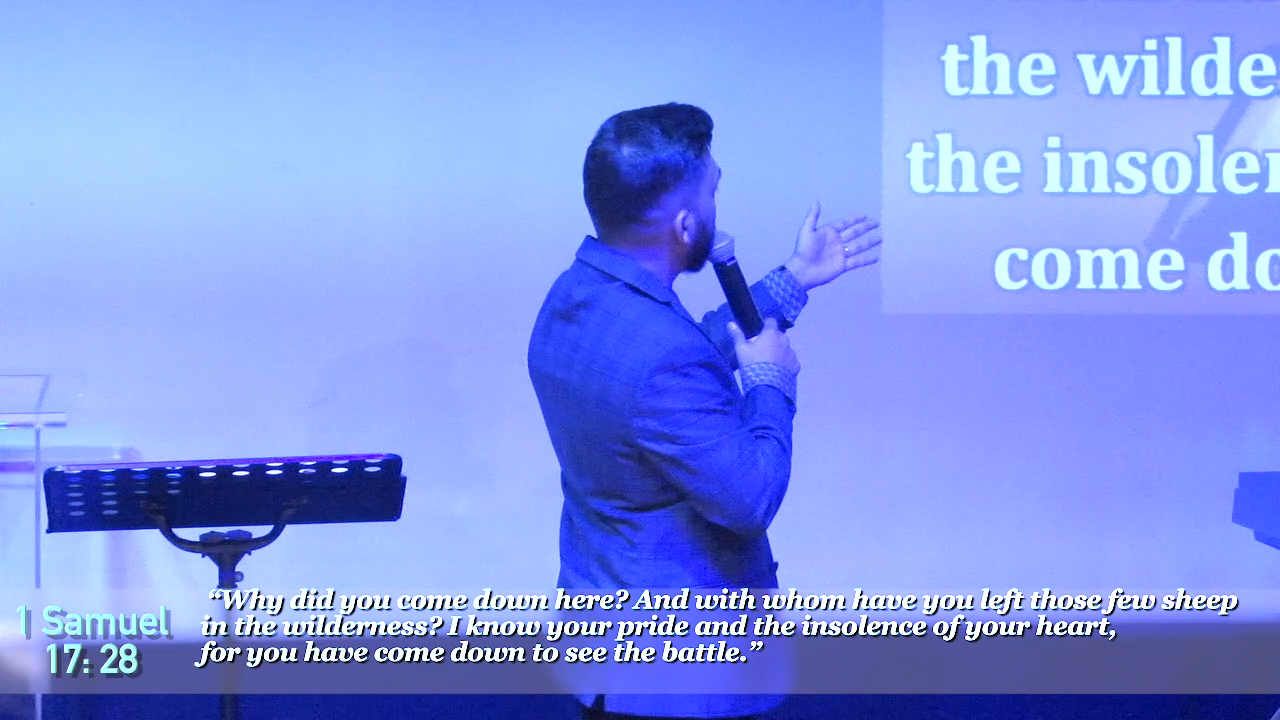 the wilde
the insolen
come do
1 Samuel
17: 28
“Why did you come down here? And with whom have you left those few sheep
in the wilderness? I know your pride and the insolence of your heart,
for you have come down to see the battle.”